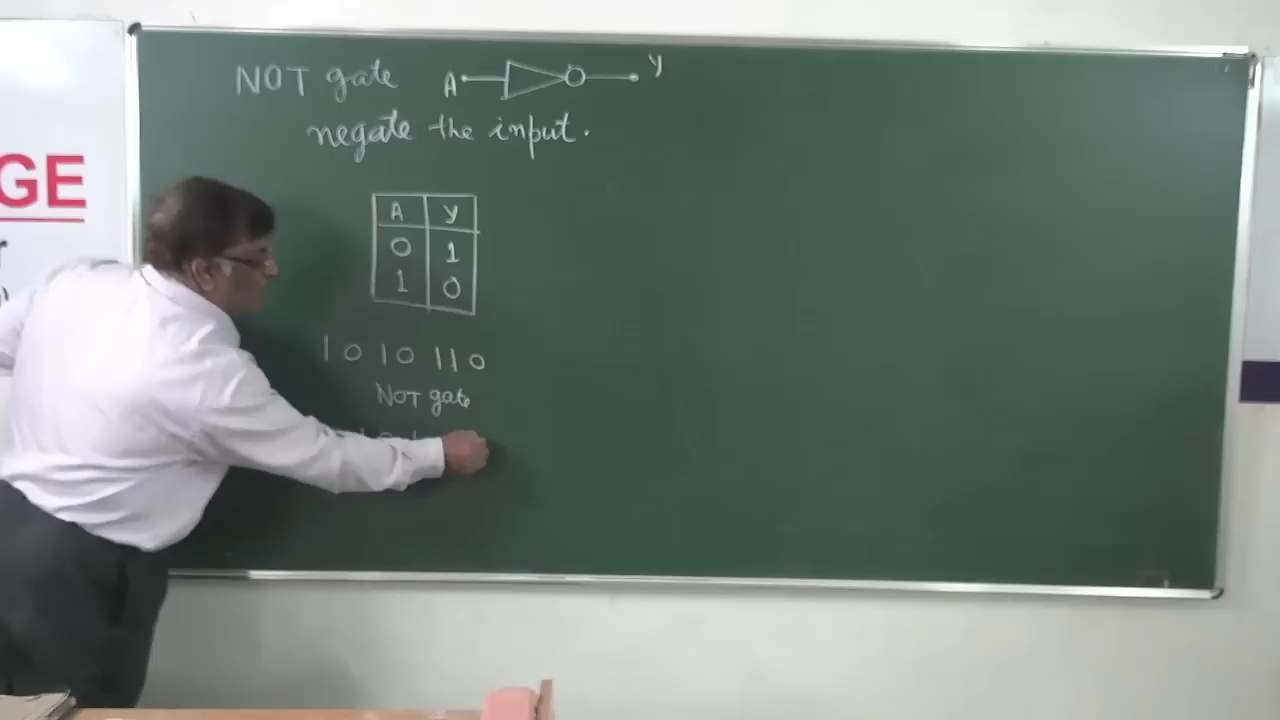 GE
NOT gate A Y
negate the input.
A Y
0 1
1 0
1 0 1 0 1 1 0
NOT gate